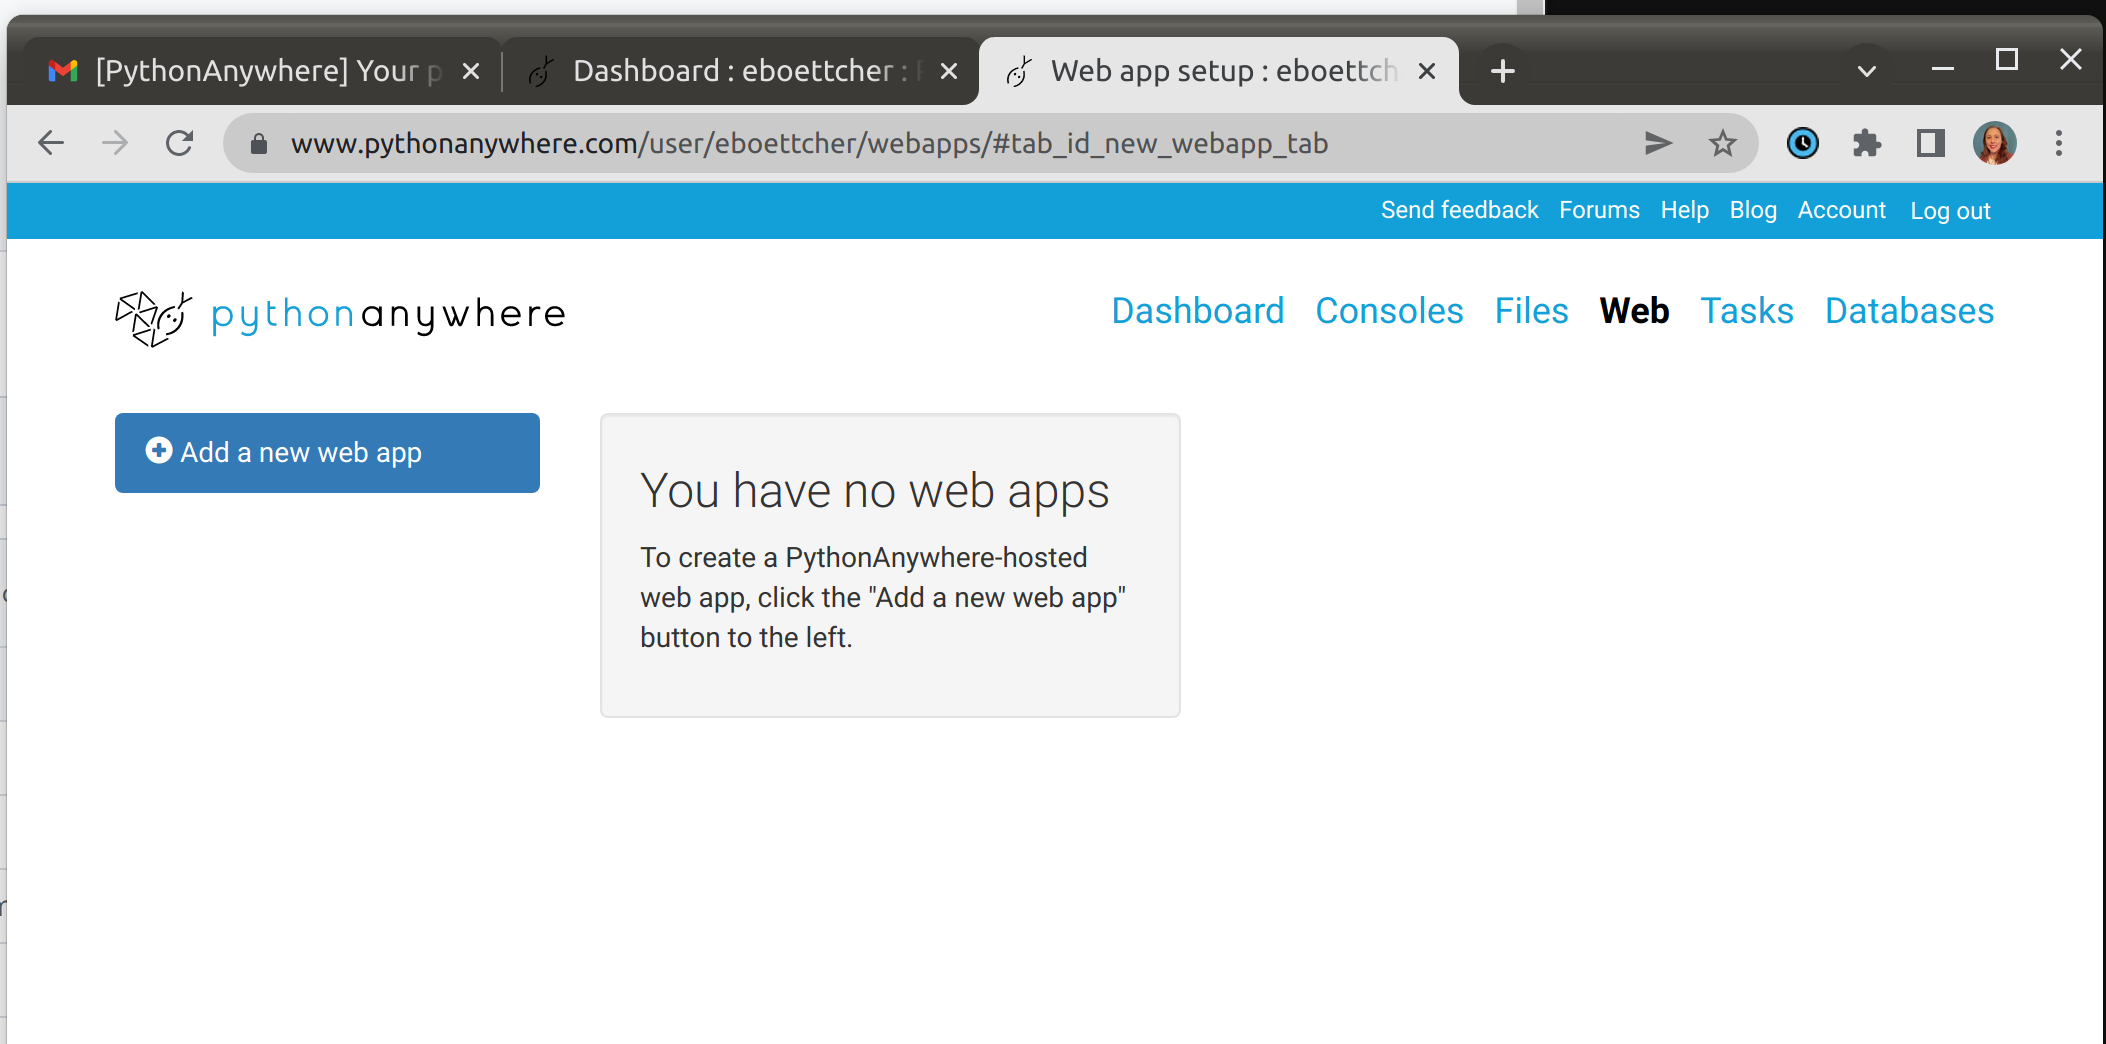 [PythonAnywhere] Your
Dashboard : eboettcher :
Web app setup : eboettch
www.pythonanywhere.com/user/eboettcher/webapps/#tab_id_new_webapp_tab
Send feedback Forums Help Blog Account Log out
pythonanywhere
Dashboard Consoles Files Web Tasks Databases
Add a new web app
You have no web apps
To create a PythonAnywhere-hosted
web app, click the "Add a new web app"
button to the left.